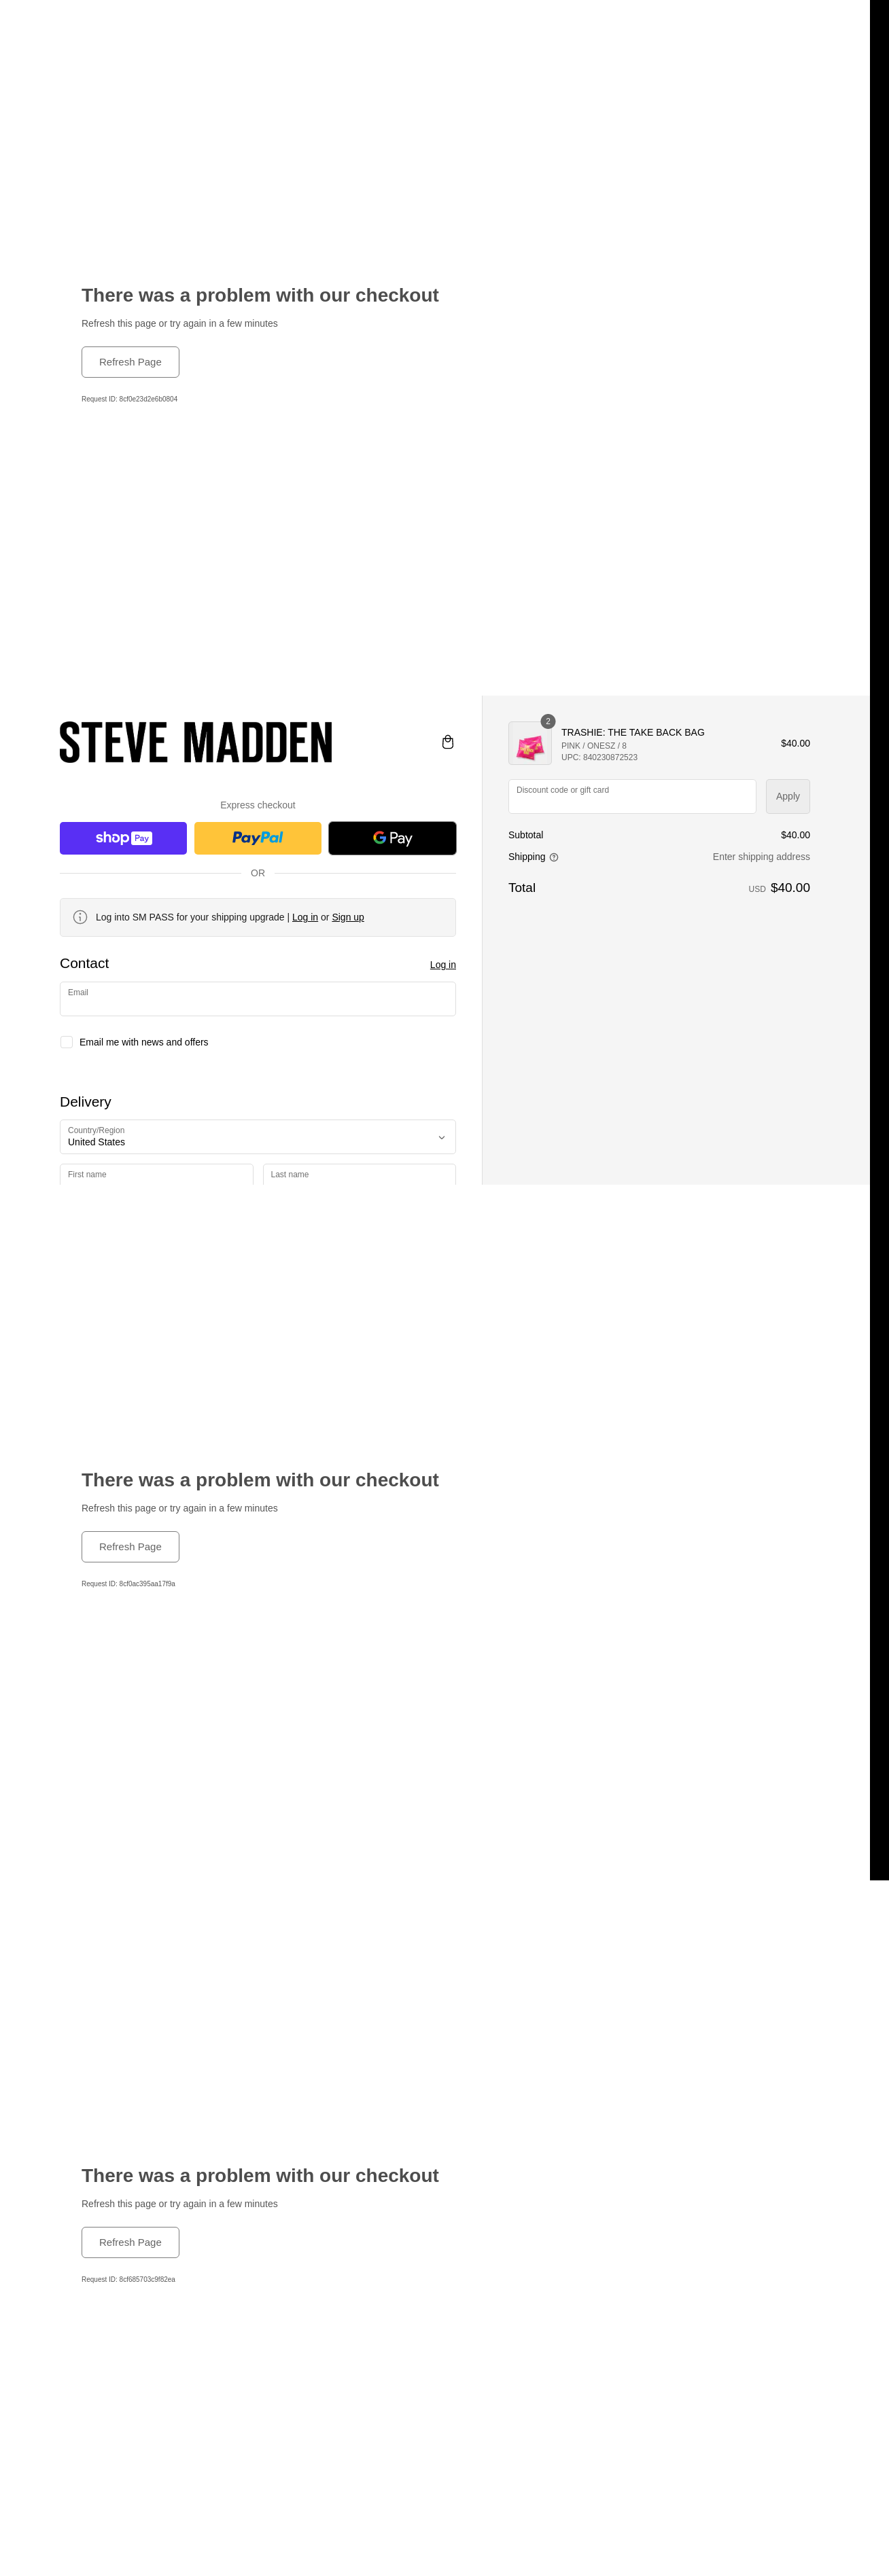 There was a problem with our checkout
Refresh this page or try again in a few minutes
Refresh Page
Request ID: 8cf0e23d2e6b0804
STEVE MADDEN
Express checkout
shop Pay
PayPal
G Pay
OR
Log into SM PASS for your shipping upgrade | Log in or Sign up
Contact
Log in
Email
Email me with news and offers
Delivery
Country/Region
United States
First name
Last name
2
TRASHIE: THE TAKE BACK BAG
PINK / ONESZ / 8
UPC: 840230872523
$40.00
Discount code or gift card
Apply
Subtotal
$40.00
Shipping
Enter shipping address
Total
USD $40.00
There was a problem with our checkout
Refresh this page or try again in a few minutes
Refresh Page
Request ID: 8cf0ac395aa17f9a
There was a problem with our checkout
Refresh this page or try again in a few minutes
Refresh Page
Request ID: 8cf685703c9f82ea